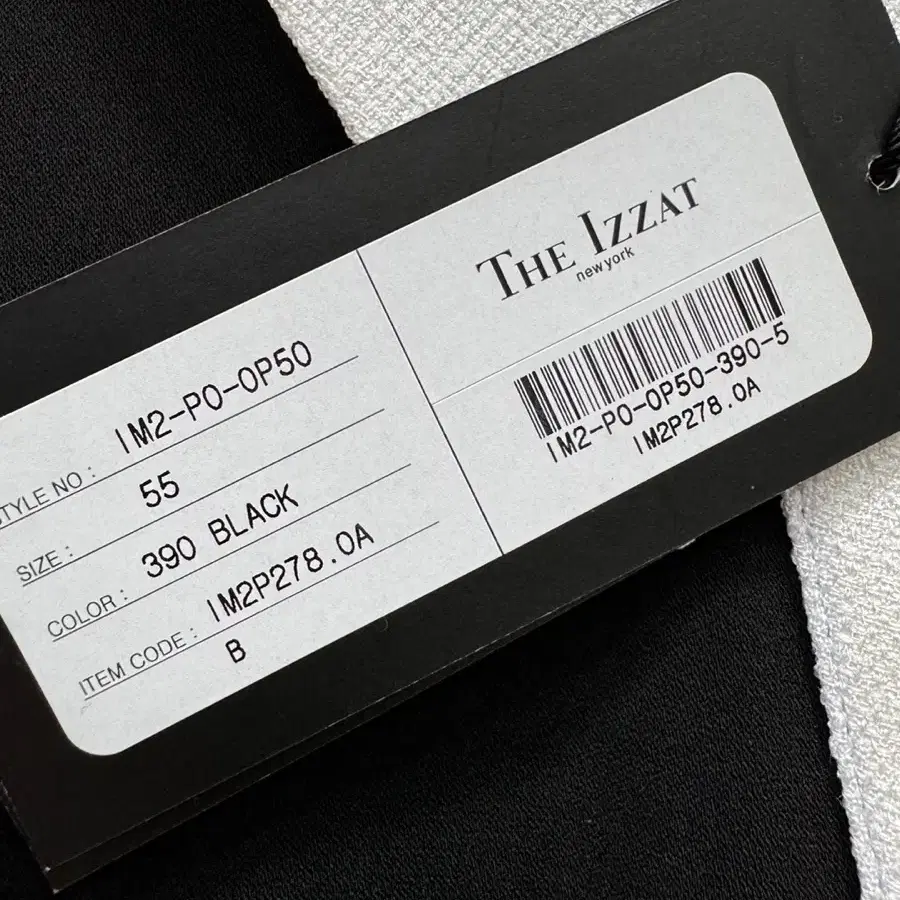 STYLE NO : IM2-PO-OP50
SIZE : 55
COLOR : 390 BLACK
ITEM CODE : IM2P278.0A
B
THE IZZAT
new york
IM2-PO-OP50-390-5
IM2P278.0A